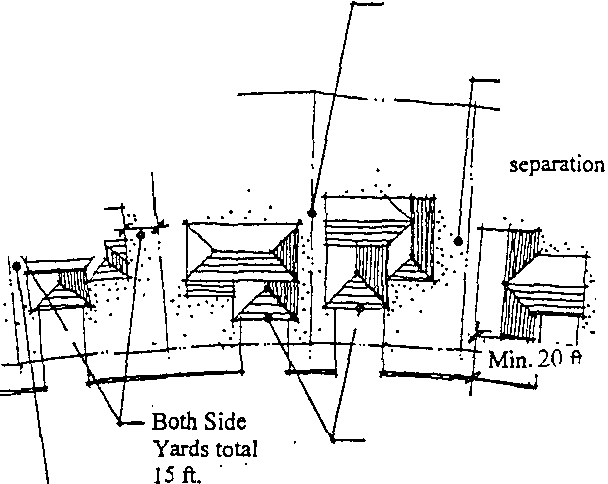 separation
Min. 20 ft
Both Side
Yards total
15 ft.